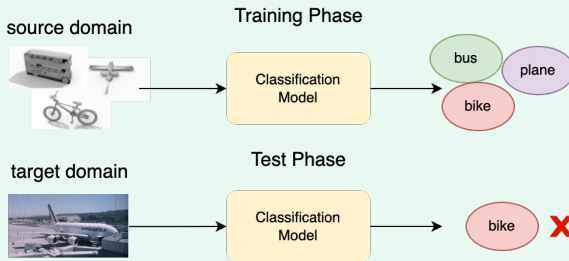 Training Phase
source domain
Classification
Model
bus
plane
bike
Test Phase
target domain
Classification
Model
bike
X